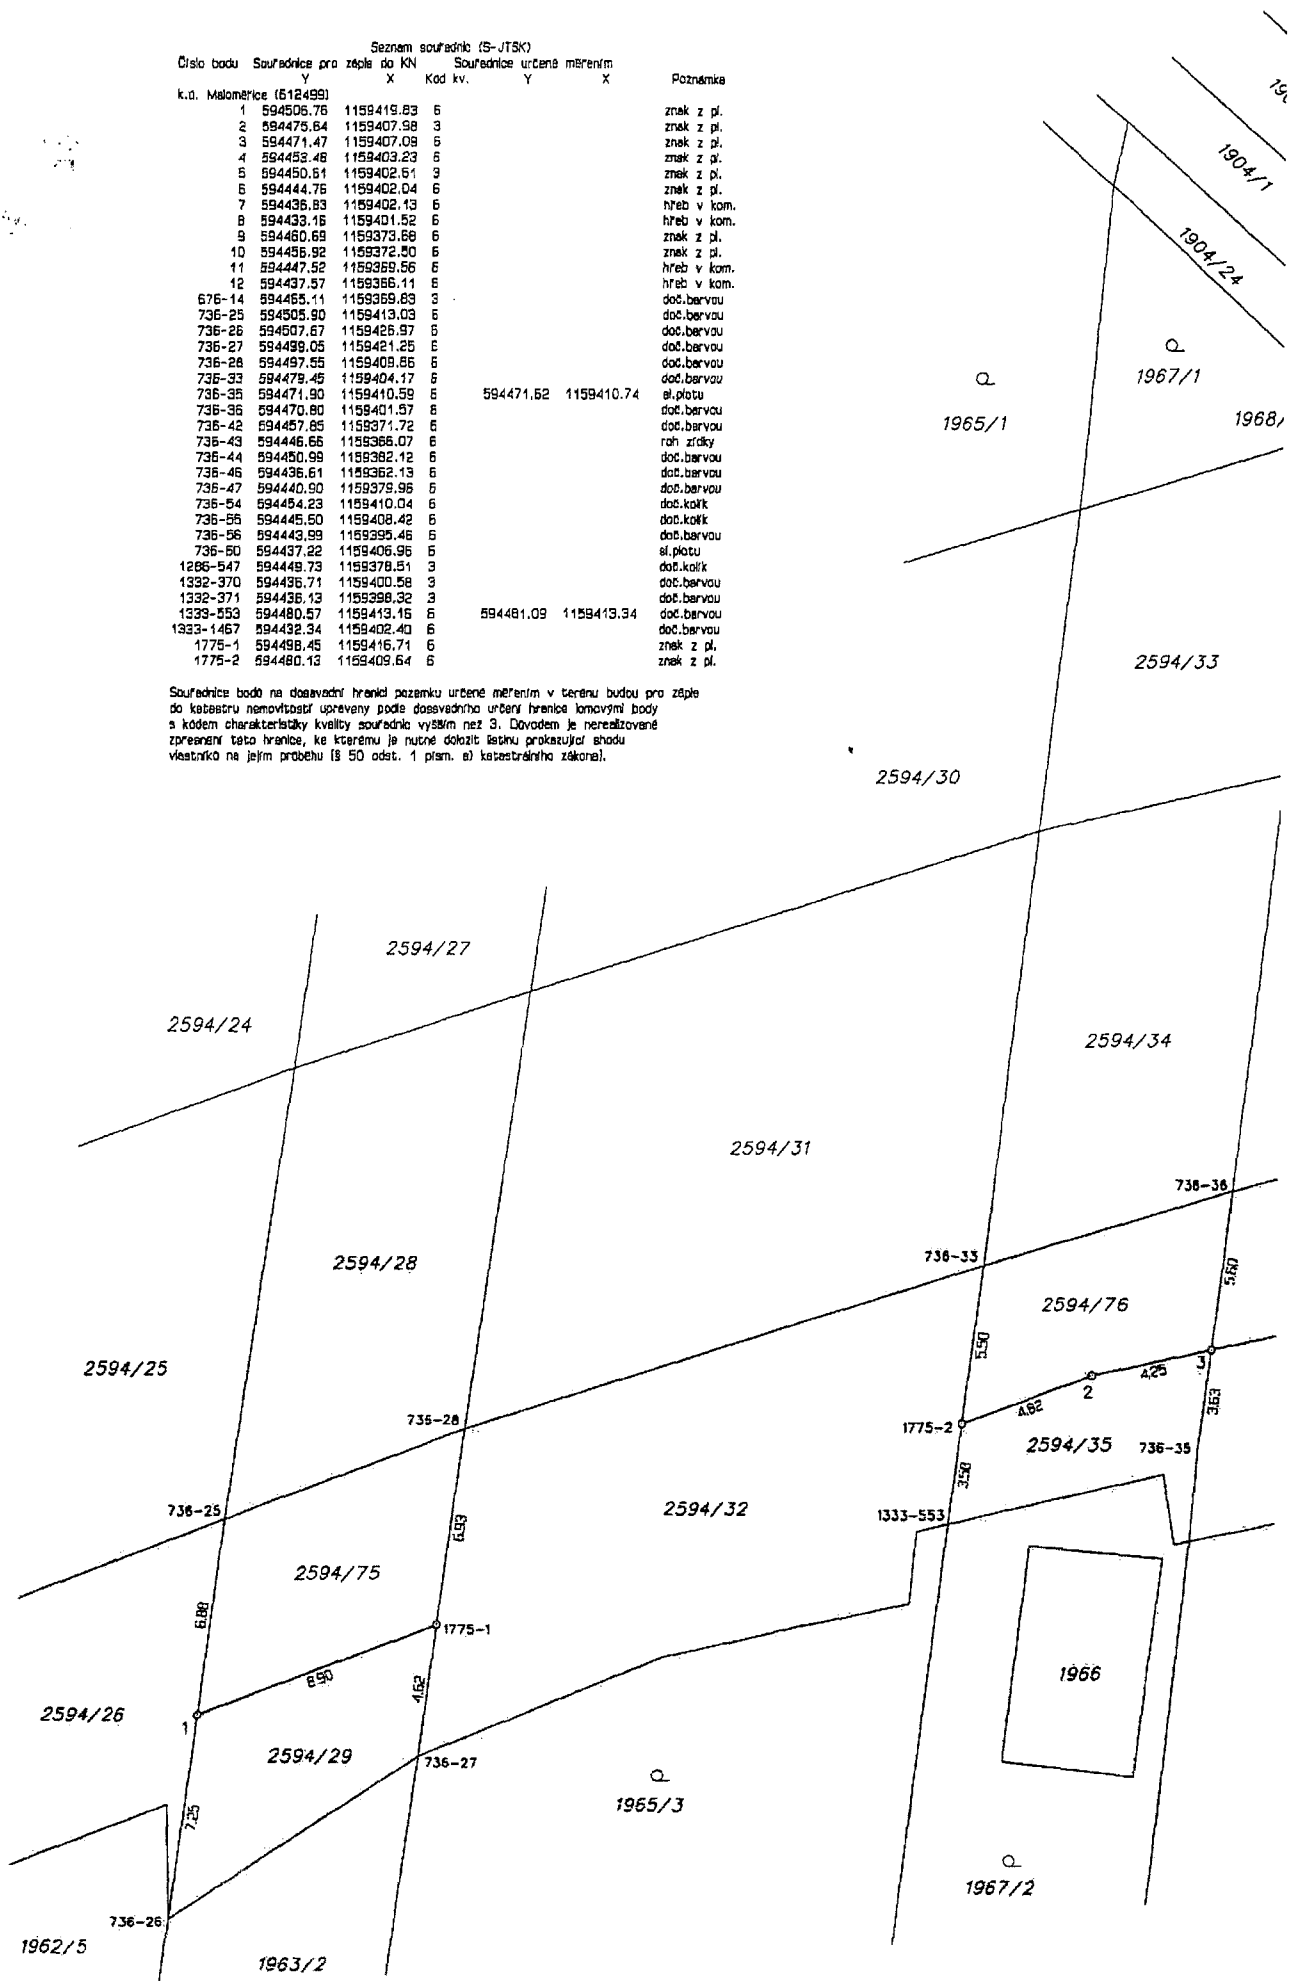 Seznam souřadnic (S-JTSK)
Číslo bodu Souřadnice pro zápis do KN Souřadnice určené měřením
Y X Kód kv. Y X Poznámka
k.ú. Maloměřice (612499)
1 594506.76 1159419.83 6 znak z pl.
2 594475.64 1159407.98 3 znak z pl.
3 594471.47 1159407.09 6 znak z pl.
4 594453.48 1159403.23 6 znak z pl.
5 594450.61 1159402.61 3 znak z pl.
6 594444.76 1159402.04 6 znak z pl.
7 594436.83 1159402.13 6 hřeb v kom.
8 594433.16 1159401.52 6 hřeb v kom.
9 594460.69 1159373.68 6 znak z pl.
10 594456.92 1159372.50 6 znak z pl.
11 594447.52 1159369.56 6 hřeb v kom.
12 594437.57 1159366.11 6 hřeb v kom.
676-14 594465.11 1159369.83 3 doč.barvou
736-25 594505.90 1159413.03 6 doč.barvou
736-26 594507.67 1159426.97 6 doč.barvou
736-27 594499.05 1159421.25 6 doč.barvou
736-28 594497.55 1159409.86 6 doč.barvou
736-33 594479.45 1159404.17 6 doč.barvou
736-35 594471.90 1159410.59 6 594471.62 1159410.74 sl.plotu
736-36 594470.80 1159401.57 6 doč.barvou
736-42 594457.85 1159371.72 6 doč.barvou
736-43 594446.66 1159366.07 6 roh zídky
736-44 594450.99 1159382.12 6 doč.barvou
736-46 594436.61 1159362.13 6 doč.barvou
736-47 594440.90 1159379.96 6 doč.barvou
736-54 594454.23 1159410.04 6 doč.kolík
736-55 594445.50 1159408.42 6 doč.kolík
736-56 594443.99 1159395.46 6 doč.barvou
736-60 594437.22 1159406.96 6 sl.plotu
1286-547 594449.73 1159378.51 3 doč.kolík
1332-370 594436.71 1159400.58 3 doč.barvou
1332-371 594436.13 1159398.32 3 doč.barvou
1333-553 594480.57 1159413.16 6 594481.09 1159413.34 doč.barvou
1333-1467 594432.34 1159402.40 6 doč.barvou
1775-1 594498.45 1159416.71 6 znak z pl.
1775-2 594480.13 1159409.64 6 znak z pl.
Souřadnice bodů na dosavadní hranici pozemku určené měřením v terénu budou pro zápis
do katastru nemovitostí upraveny podle dosavadního určení hranice lomovými body
s kódem charakteristiky kvality souřadnic vyšším než 3. Důvodem je nerealizované
zpřesnění této hranice, ke kterému je nutné doložit listinu prokazující shodu
vlastníků na jejím průběhu (§ 50 odst. 1 písm. a) katastrálního zákona).
1904/1
1904/24
1967/1
1965/1
1968/
2594/33
2594/30
2594/27
2594/24
2594/34
2594/31
736-36
736-33
2594/28
5.60
2594/76
5.50
2594/25
3
4.25
2
4.82
3.63
736-28
1775-2
2594/35
736-35
3.50
736-25
2594/32
1333-553
6.93
2594/75
6.88
1775-1
8.90
4.62
1966
2594/26
1
2594/29
736-27
1965/3
7.25
1967/2
736-26
1962/5
1963/2